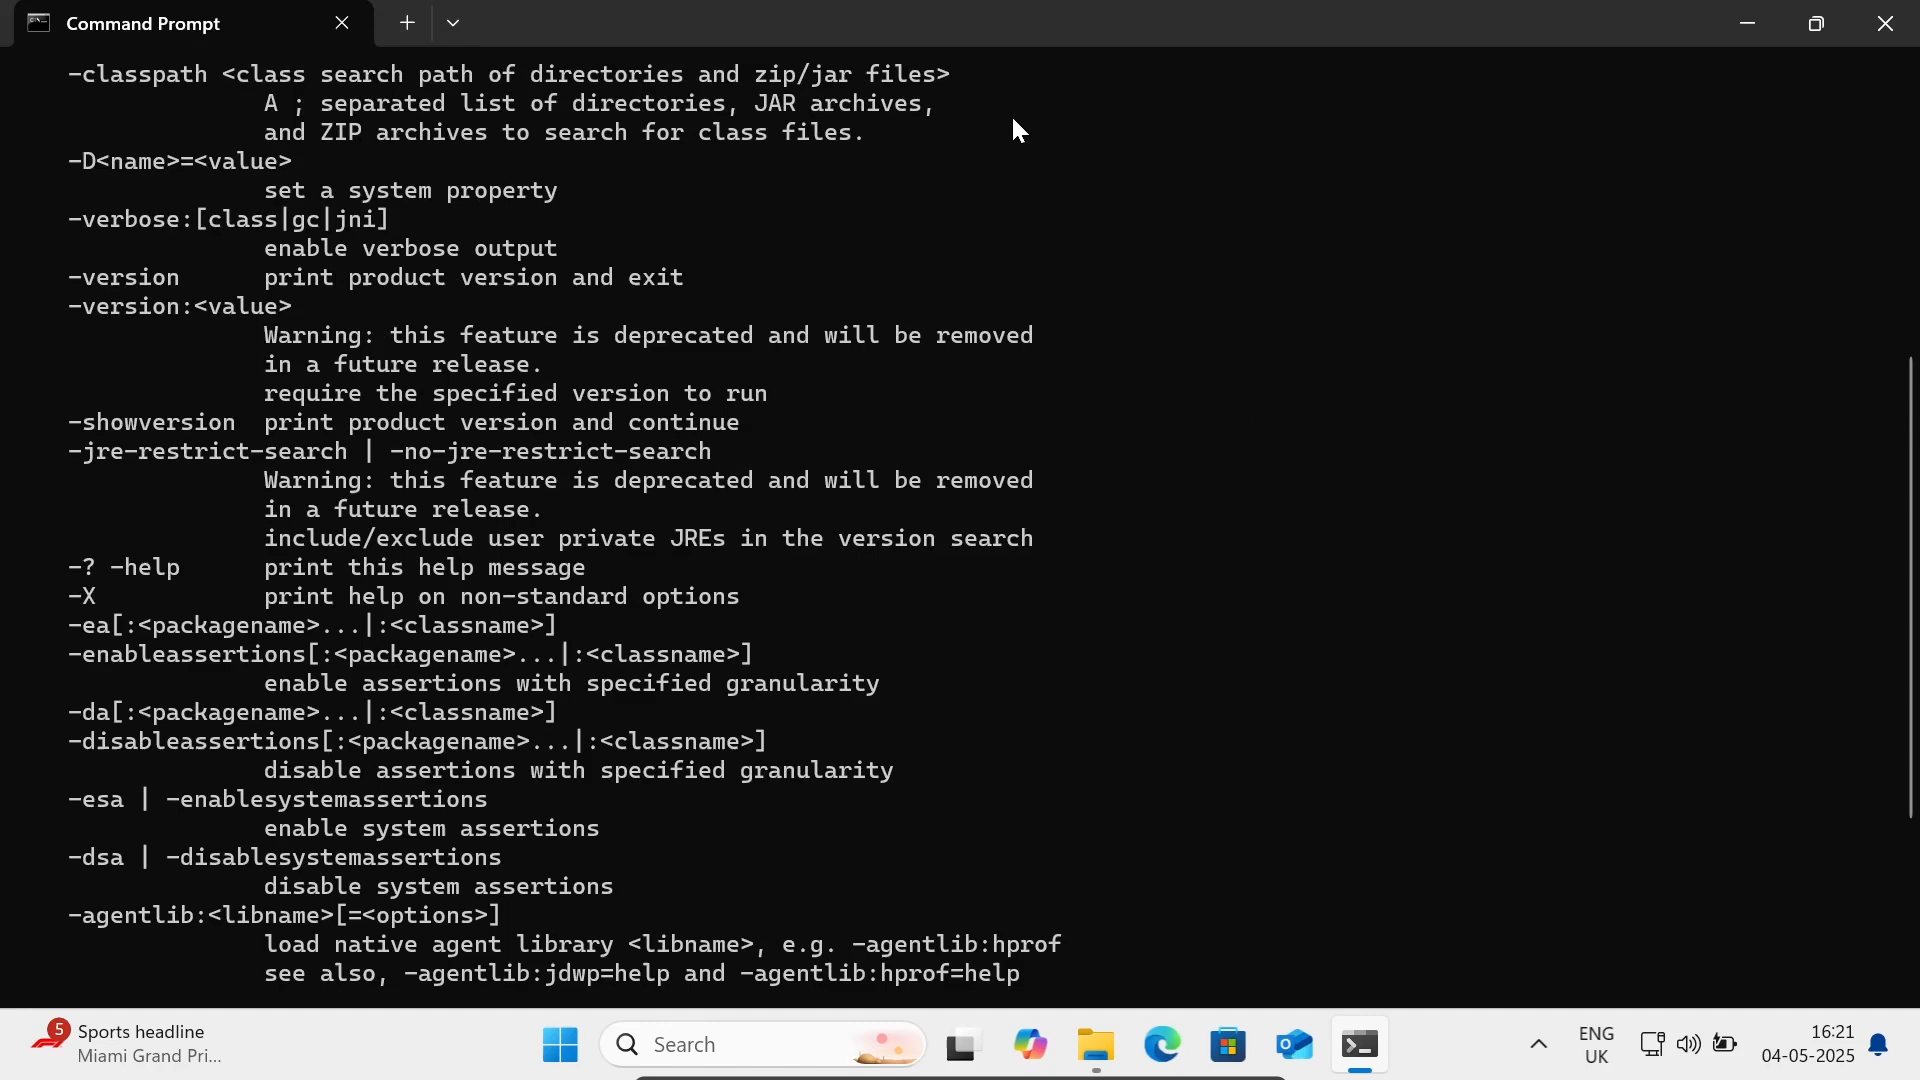 Command Prompt
-classpath <class search path of directories and zip/jar files>
A ; separated list of directories, JAR archives,
and ZIP archives to search for class files.
-D<name>=<value>
set a system property
-verbose:[class|gc|jni]
enable verbose output
-version print product version and exit
-version:<value>
Warning: this feature is deprecated and will be removed
in a future release.
require the specified version to run
-showversion print product version and continue
-jre-restrict-search | -no-jre-restrict-search
Warning: this feature is deprecated and will be removed
in a future release.
include/exclude user private JREs in the version search
-? -help print this help message
-X print help on non-standard options
-ea[:<packagename>...|:<classname>]
-enableassertions[:<packagename>...|:<classname>]
enable assertions with specified granularity
-da[:<packagename>...|:<classname>]
-disableassertions[:<packagename>...|:<classname>]
disable assertions with specified granularity
-esa | -enablesystemassertions
enable system assertions
-dsa | -disablesystemassertions
disable system assertions
-agentlib:<libname>[=<options>]
load native agent library <libname>, e.g. -agentlib:hprof
see also, -agentlib:jdwp=help and -agentlib:hprof=help
5
Sports headline
Miami Grand Pri...
Search
ENG
UK
16:21
04-05-2025